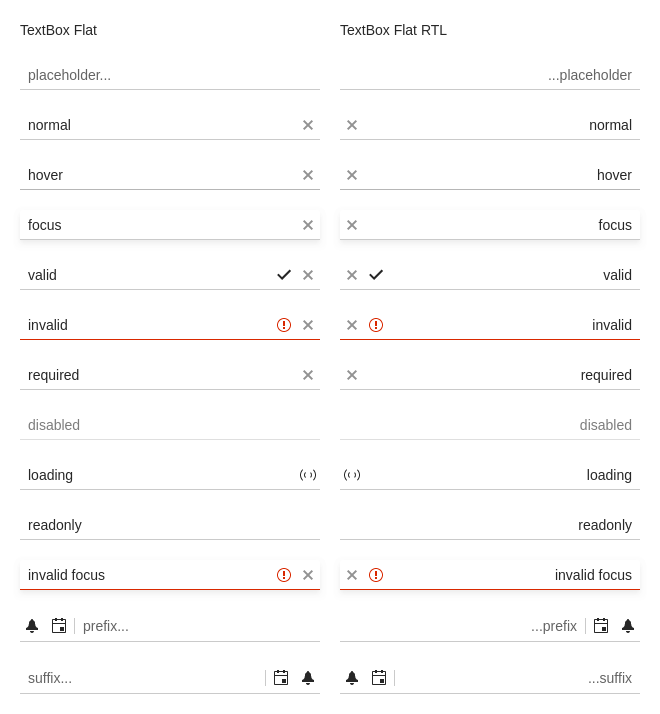 TextBox Flat
placeholder...
normal
hover
focus
valid
invalid
required
disabled
loading
readonly
invalid focus
prefix...
suffix...
TextBox Flat RTL
...placeholder
normal
hover
focus
valid
invalid
required
disabled
loading
readonly
invalid focus
...prefix
...suffix